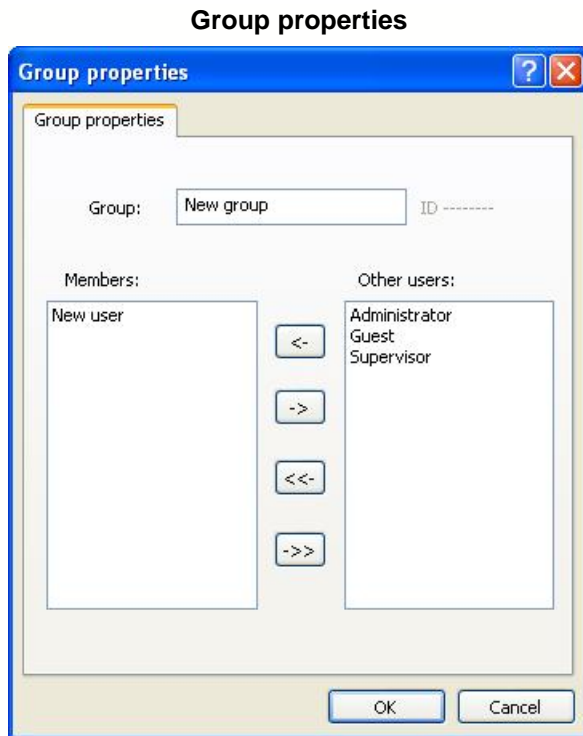 Group properties
Group properties
Group properties
Group: New group ID --------
Members: Other users:
New user
Administrator
Guest
Supervisor
<-
->
<<-
->>
OK Cancel